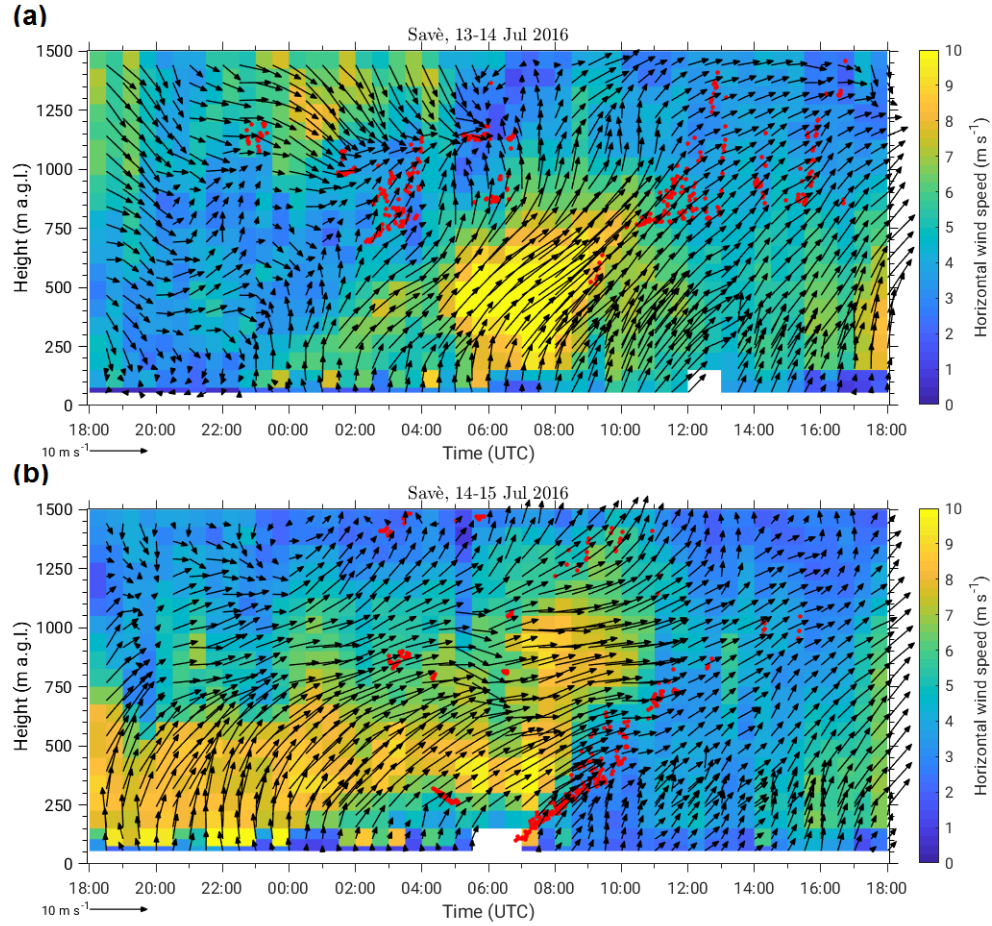 (a)
Savè, 13-14 Jul 2016
1500
1250
1000
750
500
250
0
Height (m a.g.l.)
18:00 20:00 22:00 00:00 02:00 04:00 06:00 08:00 10:00 12:00 14:00 16:00 18:00
Time (UTC)
10 m s⁻¹
10
9
8
7
6
5
4
3
2
1
0
Horizontal wind speed (m s⁻¹)
(b)
Savè, 14-15 Jul 2016
1500
1250
1000
750
500
250
0
Height (m a.g.l.)
18:00 20:00 22:00 00:00 02:00 04:00 06:00 08:00 10:00 12:00 14:00 16:00 18:00
Time (UTC)
10 m s⁻¹
10
9
8
7
6
5
4
3
2
1
0
Horizontal wind speed (m s⁻¹)